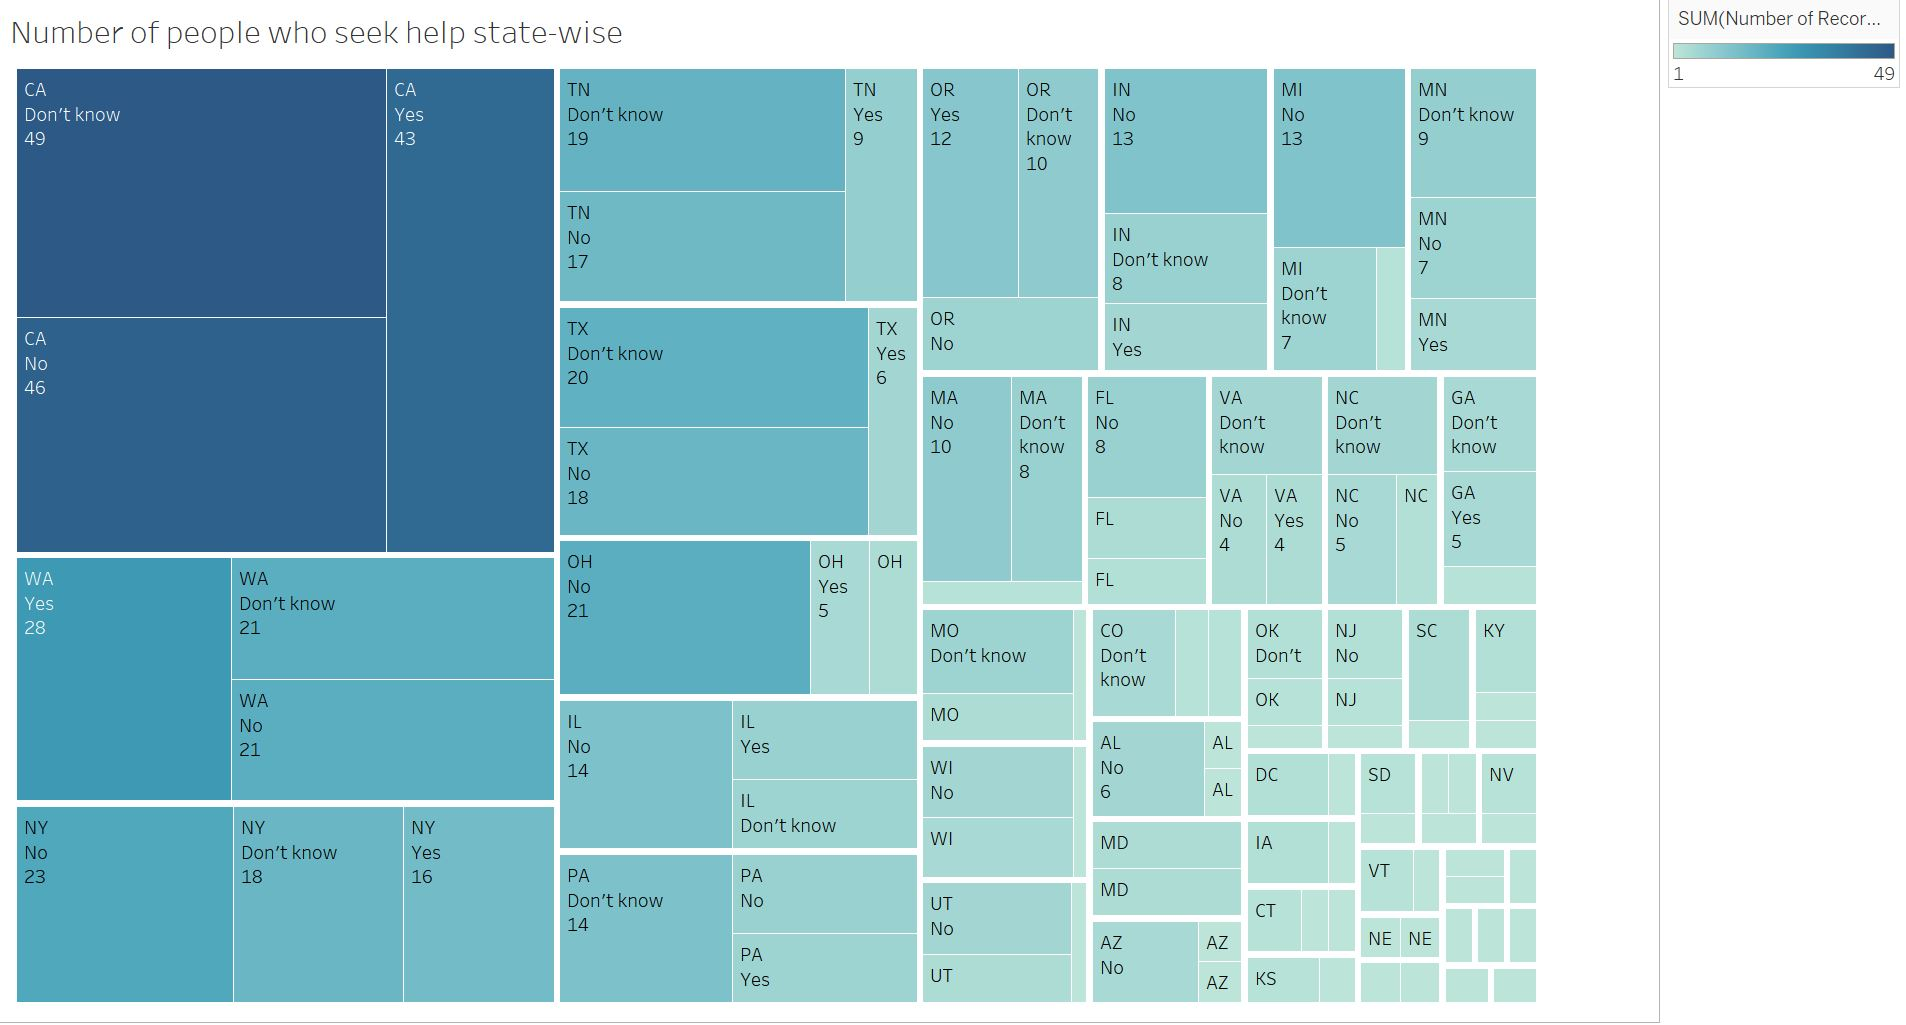 Number of people who seek help state-wise
SUM(Number of Recor...
1
49
CA
Don't know
49
CA
Yes
43
CA
No
46
WA
Yes
28
WA
Don't know
21
WA
No
21
NY
No
23
NY
Don't know
18
NY
Yes
16
TN
Don't know
19
TN
Yes
9
TN
No
17
TX
Don't know
20
TX
Yes
6
TX
No
18
OH
No
21
OH
Yes
5
OH
IL
No
14
IL
Yes
IL
Don't know
PA
Don't know
14
PA
No
PA
Yes
OR
Yes
12
OR
Don't
know
10
OR
No
IN
No
13
IN
Don't know
8
IN
Yes
MI
No
13
MI
Don't
know
7
MN
Don't know
9
MN
No
7
MN
Yes
MA
No
10
MA
Don't
know
8
FL
No
8
FL
FL
VA
Don't
know
VA
No
4
VA
Yes
4
NC
Don't
know
NC
No
5
NC
GA
Don't
know
GA
Yes
5
MO
Don't know
MO
WI
No
WI
UT
No
UT
CO
Don't
know
AL
No
6
AL
AL
MD
MD
AZ
No
AZ
AZ
OK
Don't
OK
NJ
No
NJ
SC
KY
DC
IA
CT
KS
SD
NV
VT
NE
NE